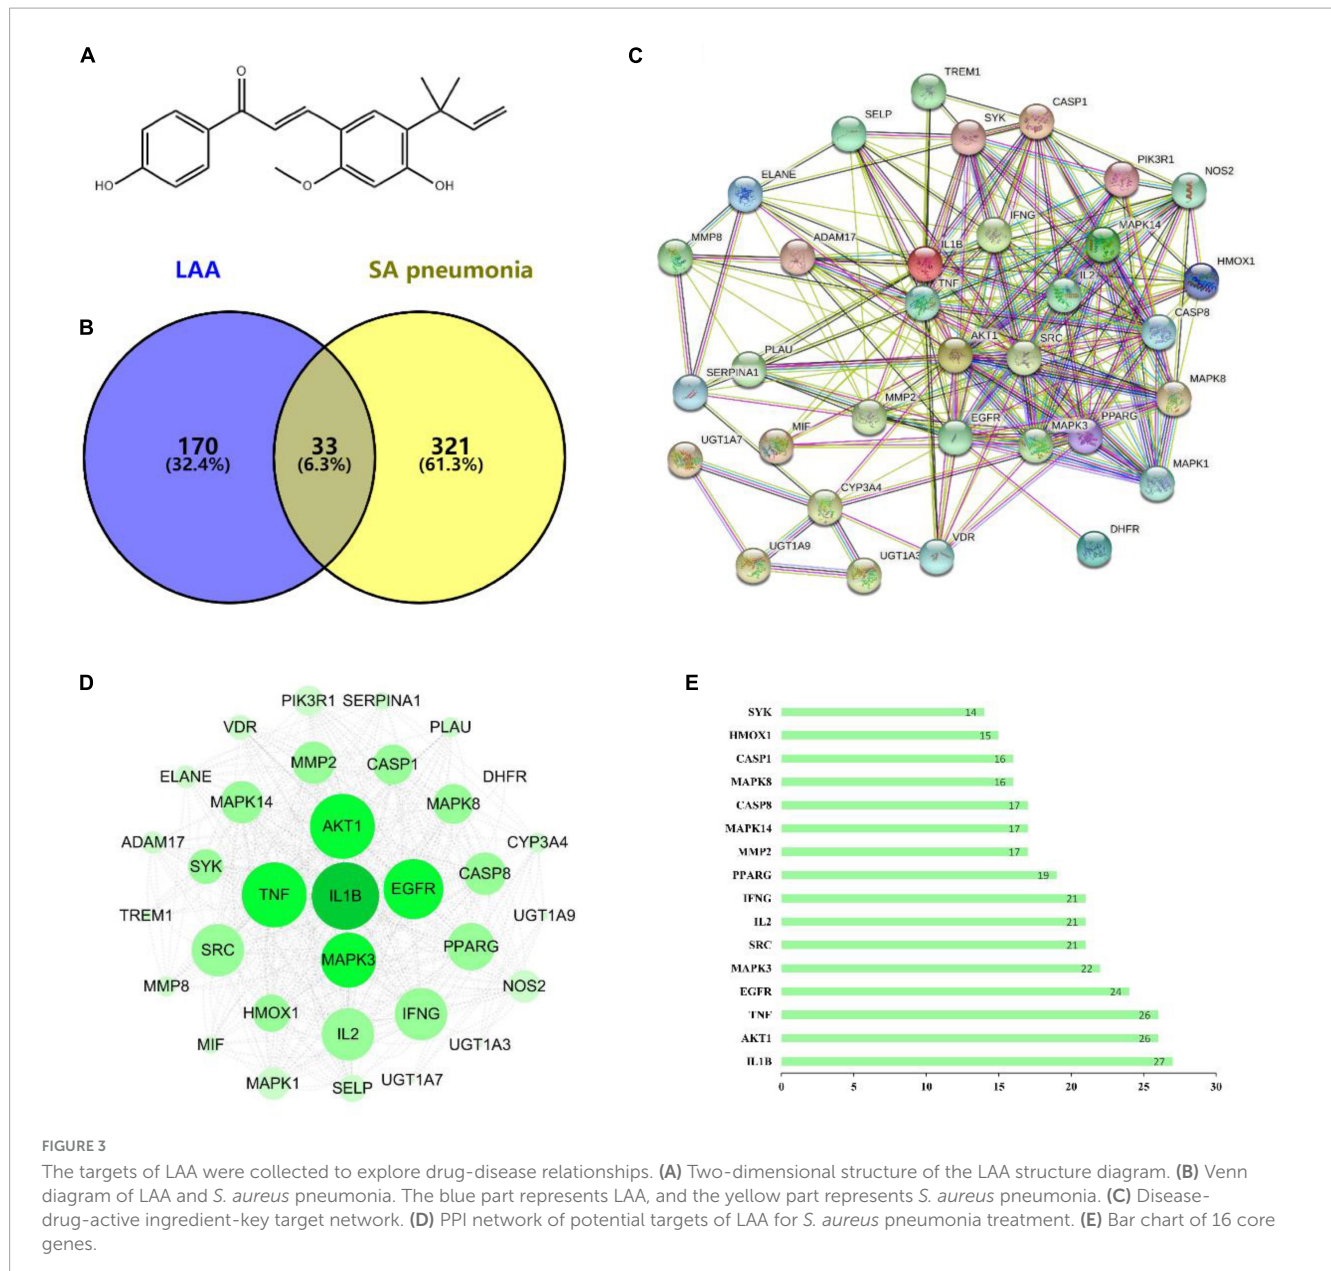 A
O
HO
O
OH
LAA
SA pneumonia
B
170
(32.4%)
33
(6.3%)
321
(61.3%)
C
TREM1
CASP1
SELP
SYK
PIK3R1
NOS2
ELANE
IFNG
MAPK14
MMP8
ADAM17
IL1B
HMOX1
IL2
TNF
CASP8
AKT1
SRC
PLAU
SERPINA1
MAPK8
MMP2
EGFR
PPARG
MAPK3
MIF
UGT1A7
MAPK1
CYP3A4
DHFR
VDR
UGT1A9
UGT1A3
D
PIK3R1
SERPINA1
VDR
PLAU
MMP2
CASP1
ELANE
DHFR
MAPK14
MAPK8
AKT1
ADAM17
CYP3A4
SYK
CASP8
TNF
IL1B
EGFR
TREM1
UGT1A9
SRC
PPARG
MAPK3
MMP8
NOS2
HMOX1
IFNG
IL2
MIF
UGT1A3
MAPK1
SELP
UGT1A7
E
SYK 14
HMOX1 15
CASP1 16
MAPK8 16
CASP8 17
MAPK14 17
MMP2 17
PPARG 19
IFNG 21
IL2 21
SRC 21
MAPK3 22
EGFR 24
TNF 26
AKT1 26
IL1B 27
0 5 10 15 20 25 30
FIGURE 3
The targets of LAA were collected to explore drug-disease relationships. (A) Two-dimensional structure of the LAA structure diagram. (B) Venn
diagram of LAA and S. aureus pneumonia. The blue part represents LAA, and the yellow part represents S. aureus pneumonia. (C) Disease-
drug-active ingredient-key target network. (D) PPI network of potential targets of LAA for S. aureus pneumonia treatment. (E) Bar chart of 16 core
genes.